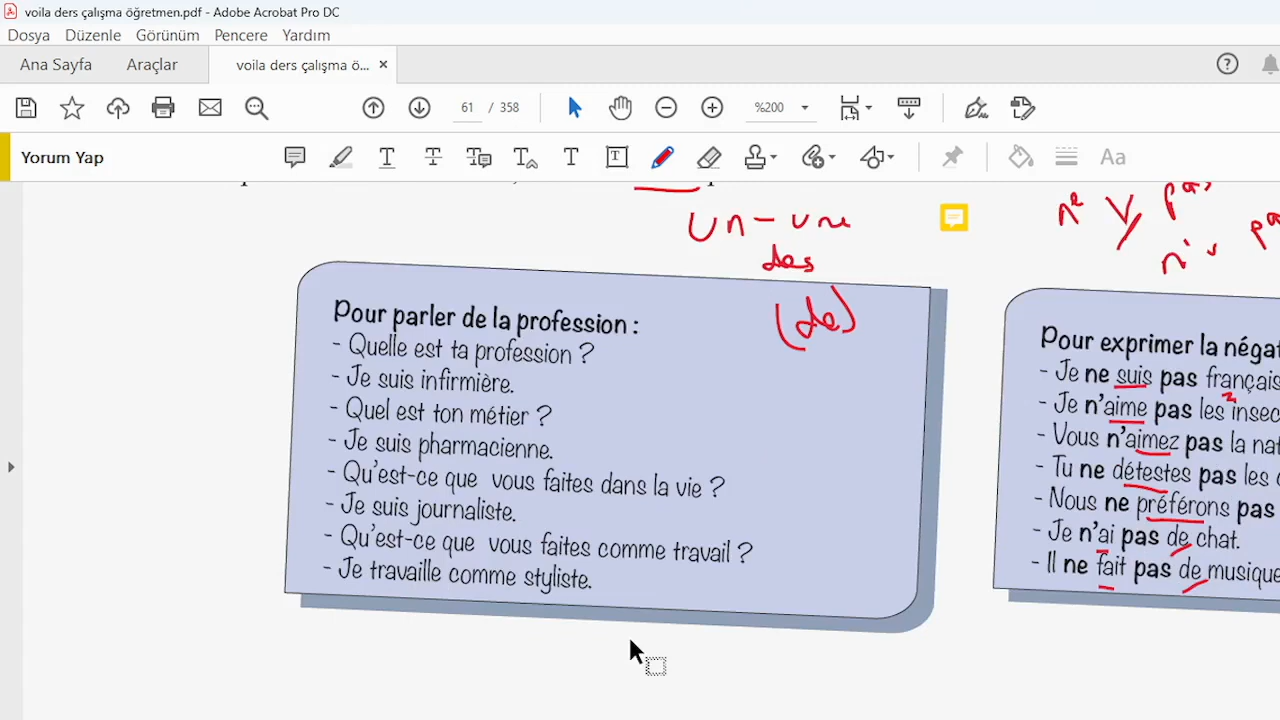 voila ders çalışma öğretmen.pdf - Adobe Acrobat Pro DC
Dosya Düzenle Görünüm Pencere Yardım
Ana Sayfa Araçlar voila ders çalışma ö... ×
61 / 358 %200
Yorum Yap
un - une
des
(de)
ne V pas
n' v pas
Pour parler de la profession :
- Quelle est ta profession ?
- Je suis infirmière.
- Quel est ton métier ?
- Je suis pharmacienne.
- Qu'est-ce que vous faites dans la vie ?
- Je suis journaliste.
- Qu'est-ce que vous faites comme travail ?
- Je travaille comme styliste.
Pour exprimer la négat
- Je ne suis pas français
- Je n'aime pas les insec
- Vous n'aimez pas la nat
- Tu ne détestes pas les
- Nous ne préférons pas
- Je n'ai pas de chat.
- Il ne fait pas de musique